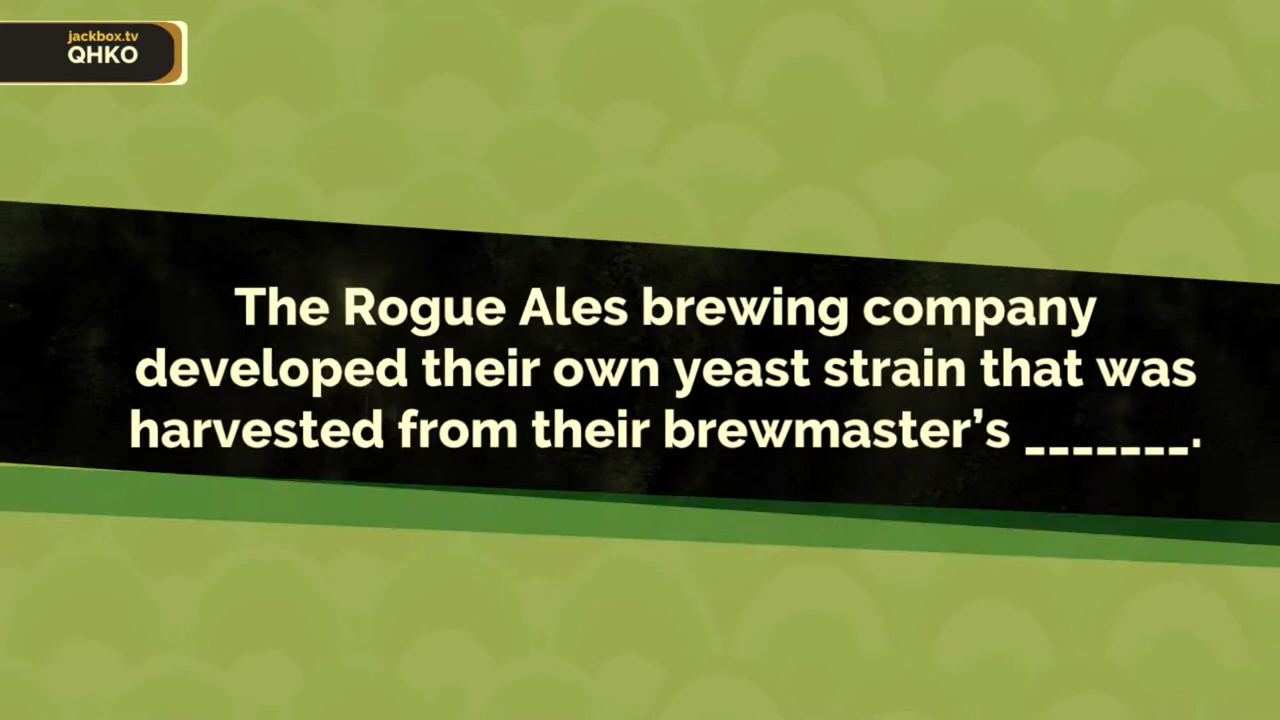 jackbox.tv
QHKO
The Rogue Ales brewing company
developed their own yeast strain that was
harvested from their brewmaster’s _______.